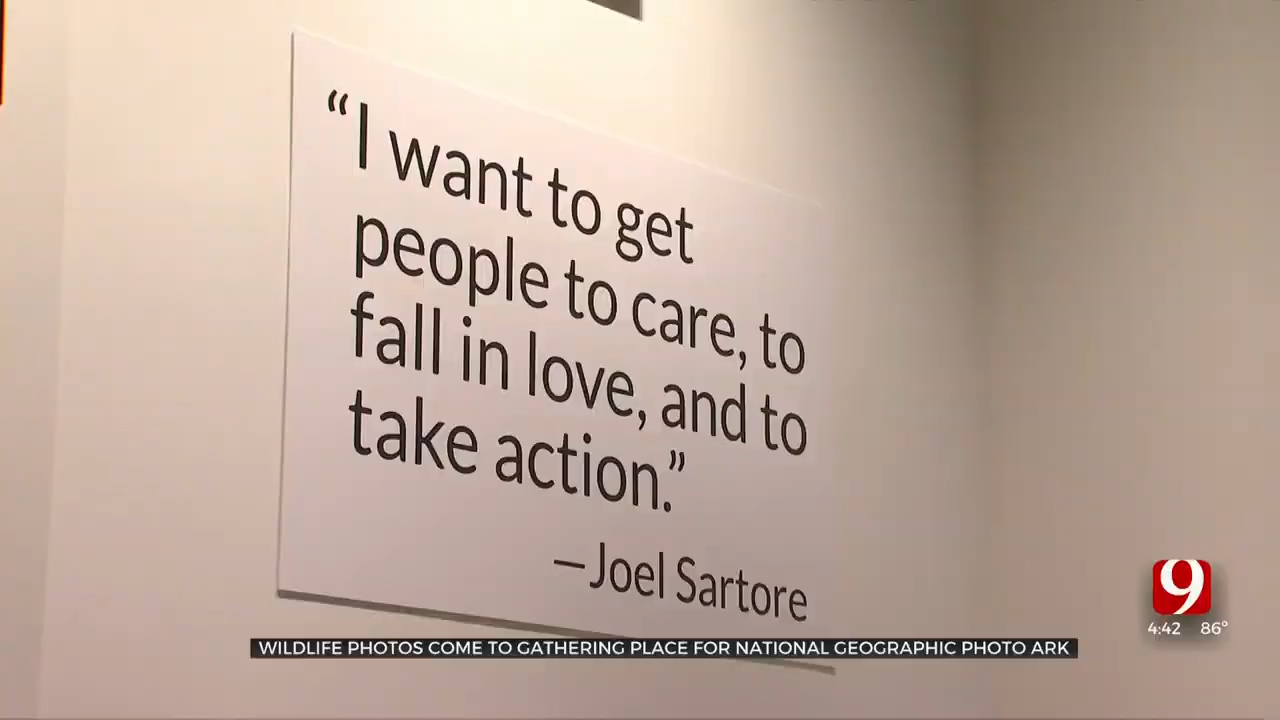 “I want to get
people to care, to
fall in love, and to
take action.”
—Joel Sartore
9
4:42 86°
WILDLIFE PHOTOS COME TO GATHERING PLACE FOR NATIONAL GEOGRAPHIC PHOTO ARK